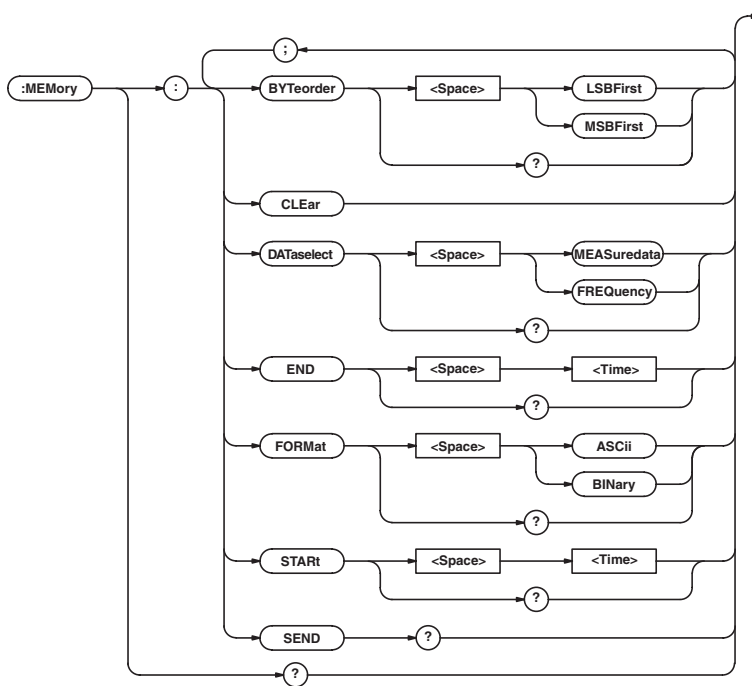 ;
:MEMory : BYTeorder <Space> LSBFirst
MSBFirst
?
CLEar
DATaselect <Space> MEASuredata
FREQuency
?
END <Space> <Time>
?
FORMat <Space> ASCii
BINary
?
STARt <Space> <Time>
?
SEND ?
?